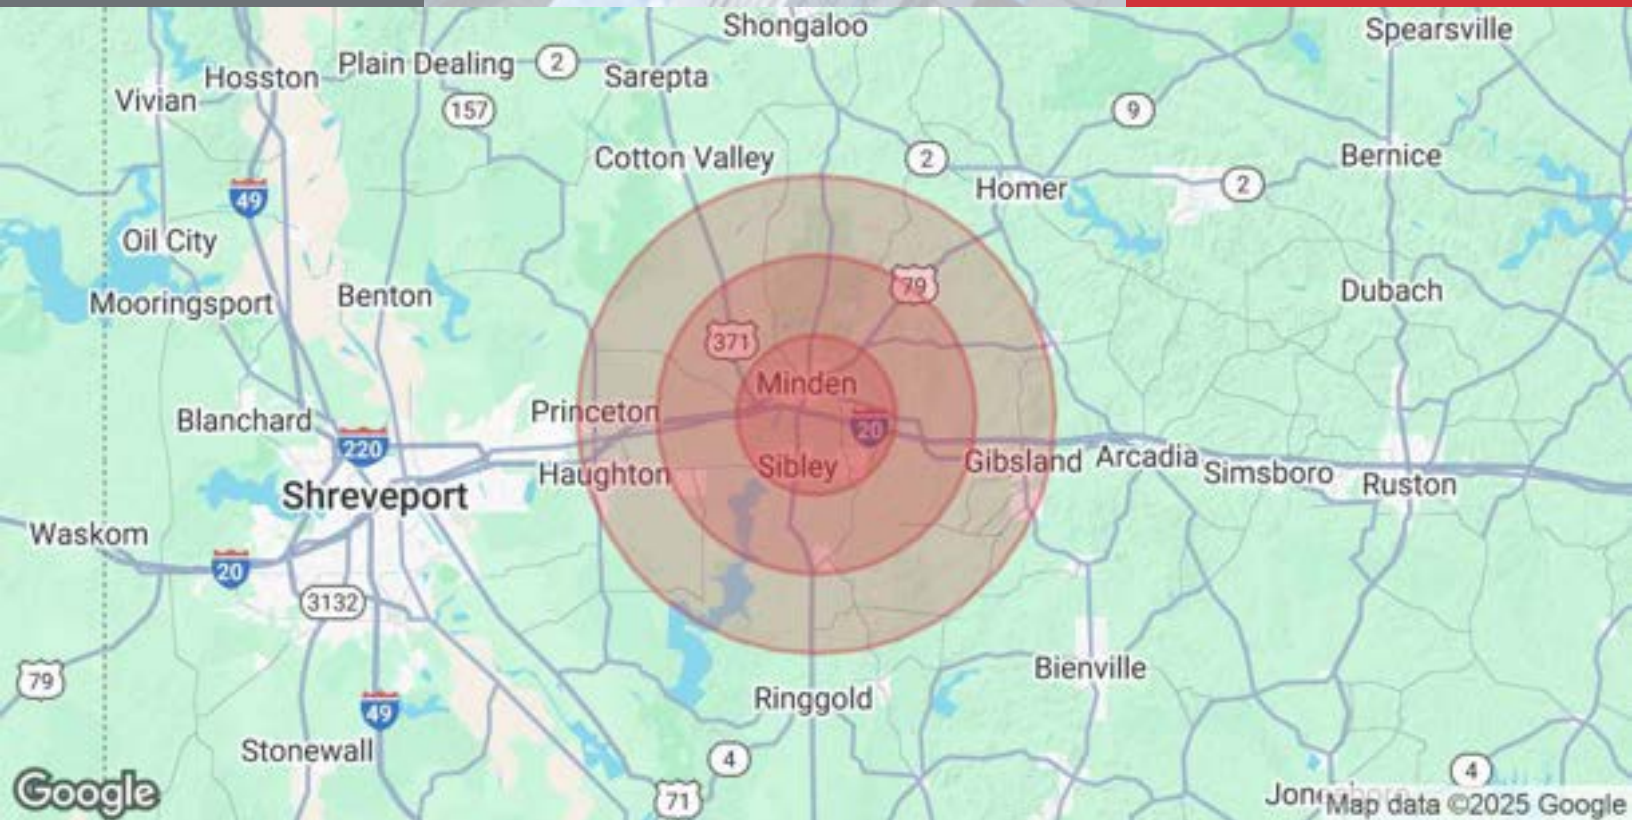 Shongaloo
Spearsville
Plain Dealing
2
Hosston
Sarepta
Vivian
157
9
Cotton Valley
2
Bernice
Homer
2
49
Oil City
79
Mooringsport
Benton
Dubach
371
Minden
Princeton
Blanchard
20
220
Gibsland
Arcadia
Sibley
Haughton
Simsboro
Ruston
Shreveport
Waskom
20
3132
Bienville
79
Ringgold
49
Stonewall
4
4
Google
71
Map data ©2025 Google